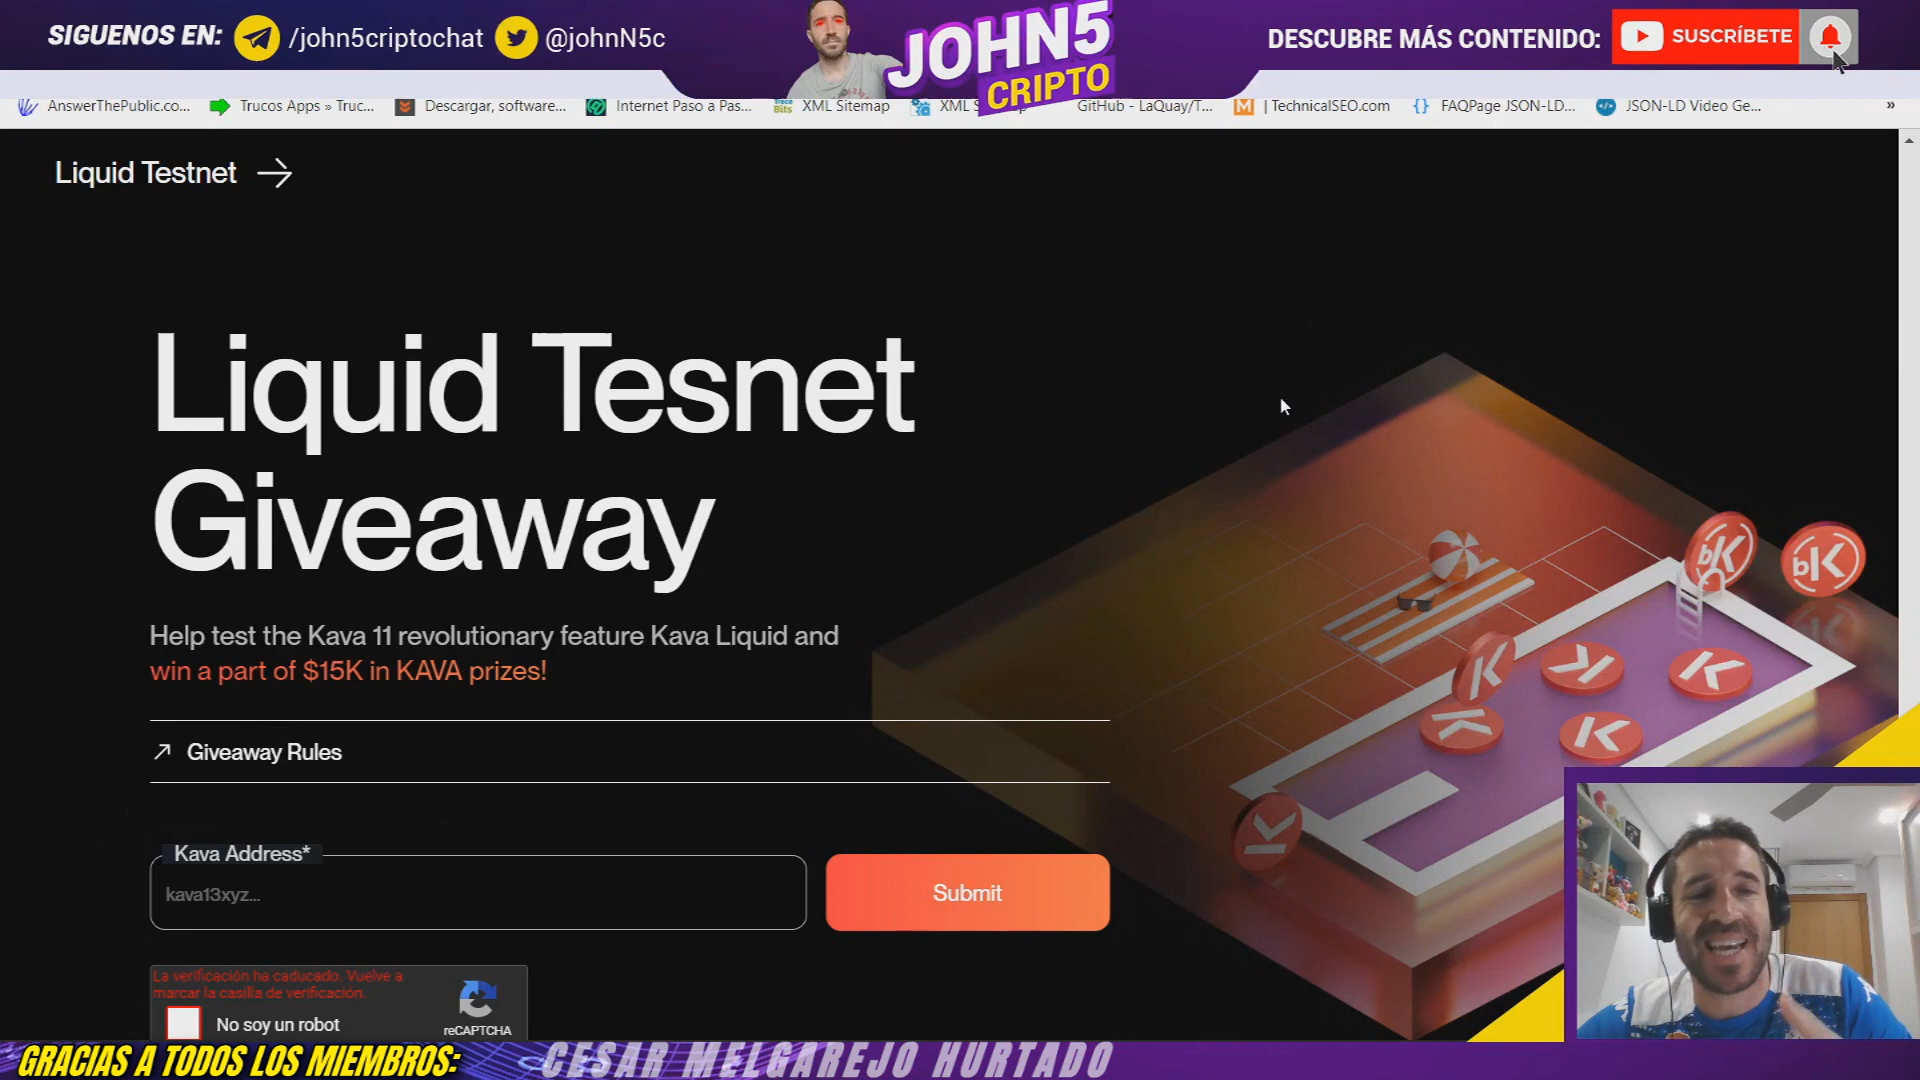 SIGUENOS EN: /john5criptochat @johnN5c
JOHN5
CRIPTO
DESCUBRE MÁS CONTENIDO: SUSCRÍBETE
AnswerThePublic.co... Trucos Apps » Truc... Descargar, software... Internet Paso a Pas... XML Sitemap XML GitHub - LaQuay/T... | TechnicalSEO.com FAQPage JSON-LD... JSON-LD Video Ge... »
Liquid Testnet
Liquid Tesnet
Giveaway
Help test the Kava 11 revolutionary feature Kava Liquid and
win a part of $15K in KAVA prizes!
Giveaway Rules
Kava Address*
kava13xyz...
Submit
La verificación ha caducado. Vuelve a
marcar la casilla de verificación.
No soy un robot
reCAPTCHA
bK
bK
GRACIAS A TODOS LOS MIEMBROS: CESAR MELGAREJO HURTADO